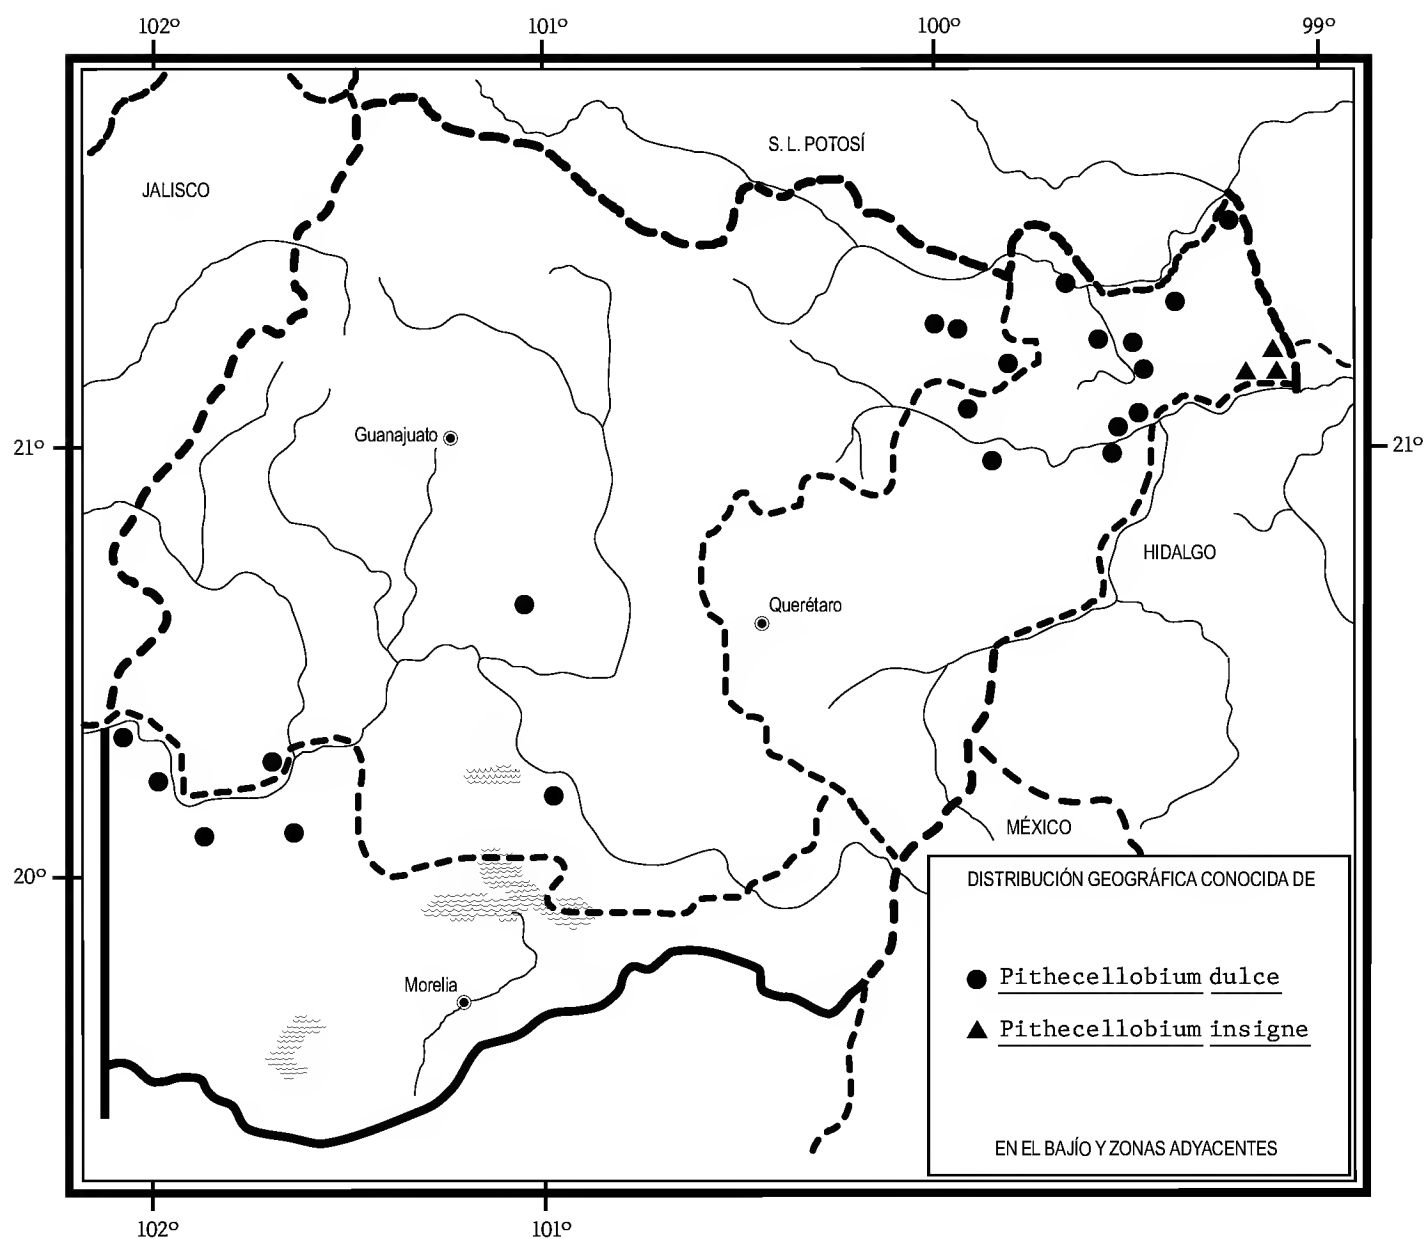 102º 101º 100º 99º
S. L. POTOSÍ
JALISCO
Guanajuato
21º 21º
HIDALGO
Querétaro
MÉXICO
20º
DISTRIBUCIÓN GEOGRÁFICA CONOCIDA DE
Pithecellobium dulce
Morelia
Pithecellobium insigne
EN EL BAJÍO Y ZONAS ADYACENTES
102º 101º